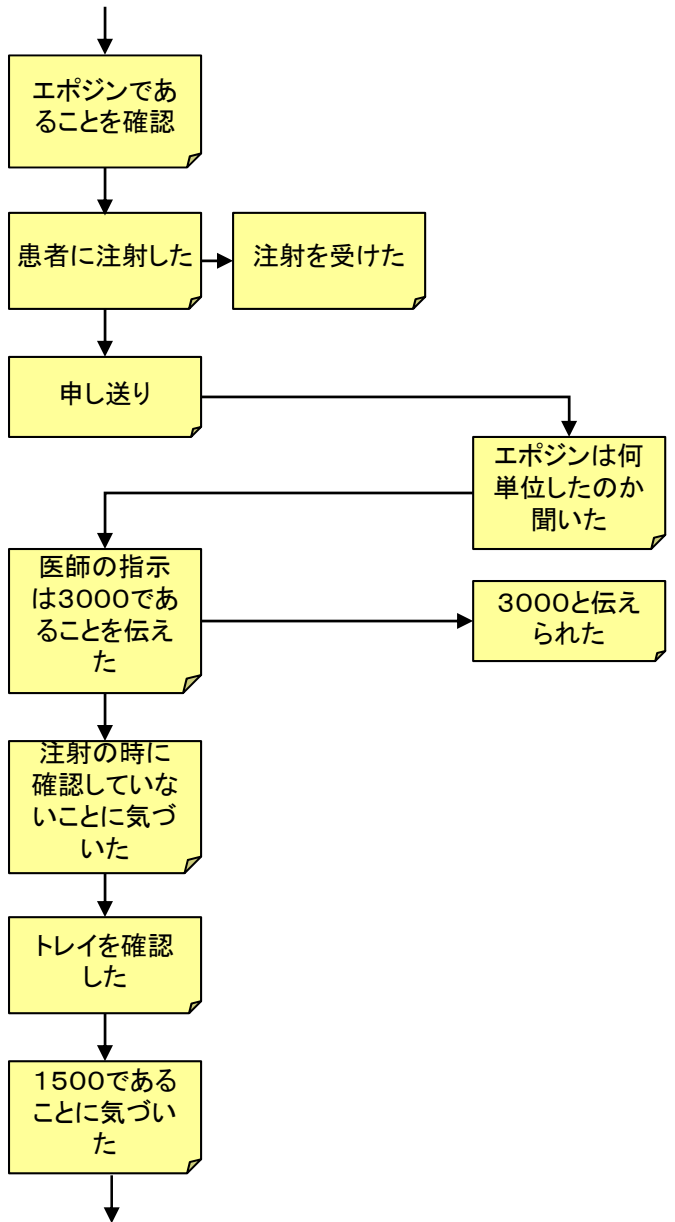 エポジンであ
ることを確認
患者に注射した
注射を受けた
申し送り
エポジンは何
単位したのか
聞いた
医師の指示
は3000であ
ることを伝え
た
3000と伝え
られた
注射の時に
確認していな
いことに気づ
いた
トレイを確認
した
1500である
ことに気づい
た